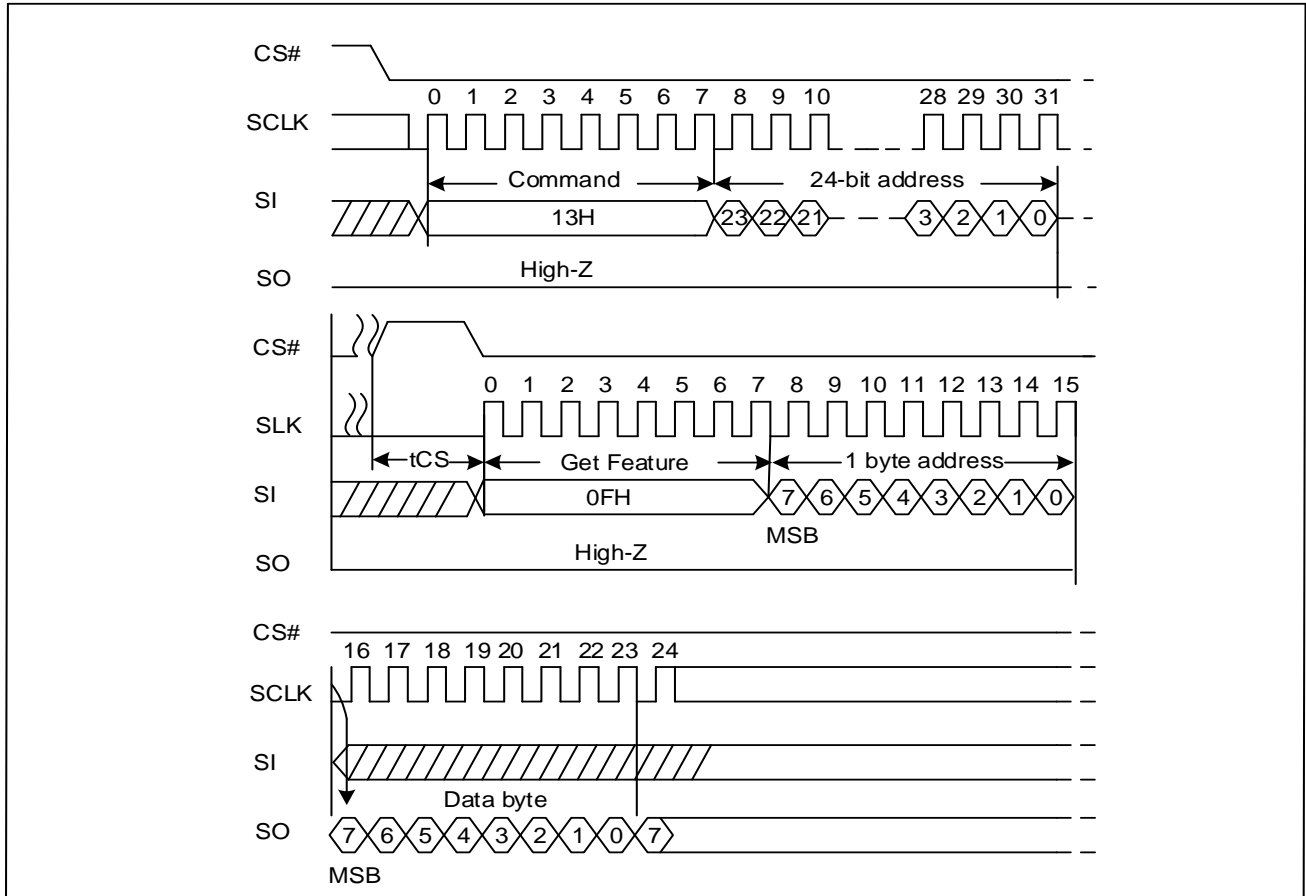 CS#
0 1 2 3 4 5 6 7 8 9 10 28 29 30 31
SCLK
Command 24-bit address
SI
13H 23 22 21 3 2 1 0
High-Z
SO
CS#
0 1 2 3 4 5 6 7 8 9 10 11 12 13 14 15
SLK
tCS Get Feature 1 byte address
SI
0FH 7 6 5 4 3 2 1 0
MSB
High-Z
SO
CS#
16 17 18 19 20 21 22 23 24
SCLK
SI
Data byte
SO 7 6 5 4 3 2 1 0 7
MSB